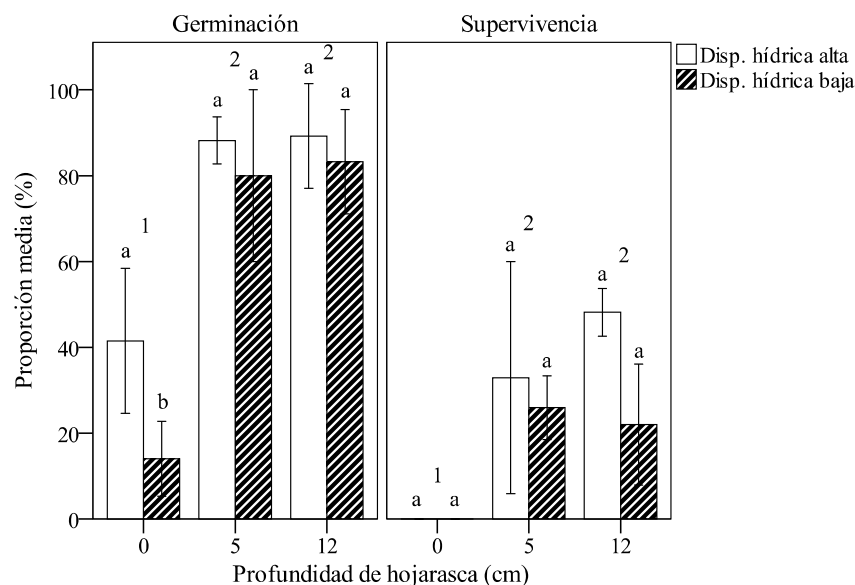 Germinación Supervivencia
Disp. hídrica alta
Disp. hídrica baja
Proporción media (%)
100
80
60
40
20
0
a
1
b
a
2
a
a
2
a
a
1
a
a
2
a
a
2
a
0 5 12 0 5 12
Profundidad de hojarasca (cm)